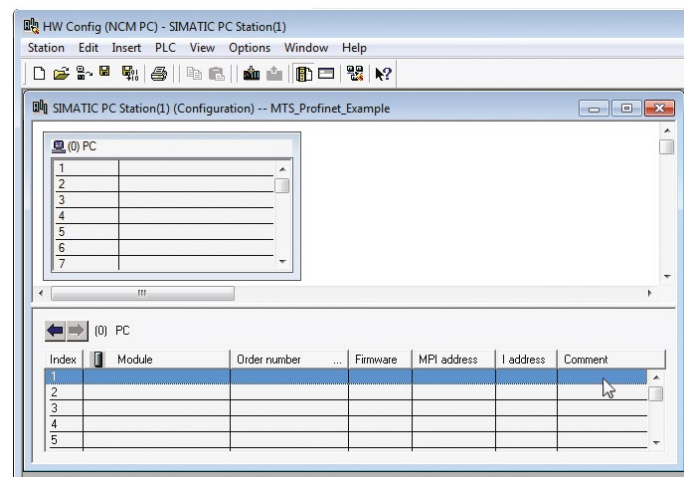 HW Config (NCM PC) - SIMATIC PC Station(1)
Station Edit Insert PLC View Options Window Help
SIMATIC PC Station(1) (Configuration) -- MTS_Profinet_Example
(0) PC
1
2
3
4
5
6
7
(0) PC
Index Module Order number ... Firmware MPI address I address Comment
1
2
3
4
5